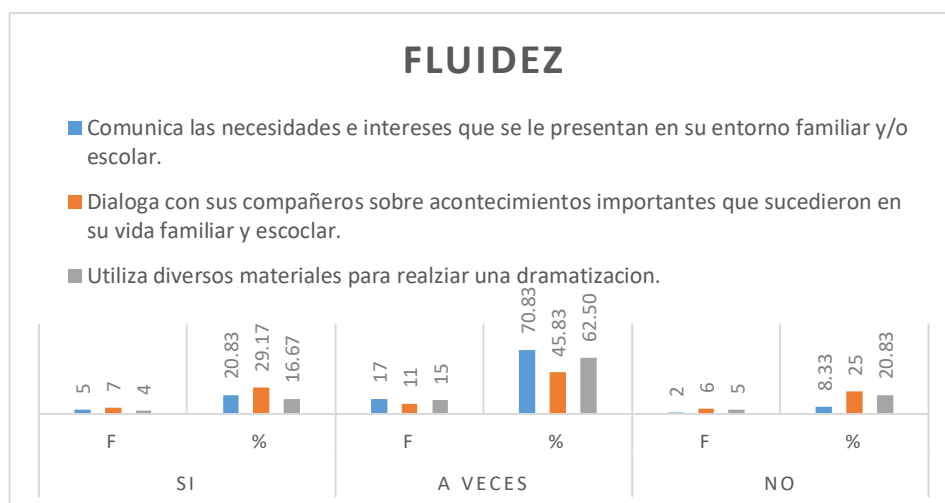 FLUIDEZ
Comunica las necesidades e intereses que se le presentan en su entorno familiar y/o
escolar.
Dialoga con sus compañeros sobre acontecimientos importantes que sucedieron en
su vida familiar y escoclar.
Utiliza diversos materiales para realziar una dramatizacion.
5 7 4 20.83 29.17 16.67 17 11 15 70.83 45.83 62.50 2 6 5 8.33 25 20.83
F % F % F %
SI A VECES NO